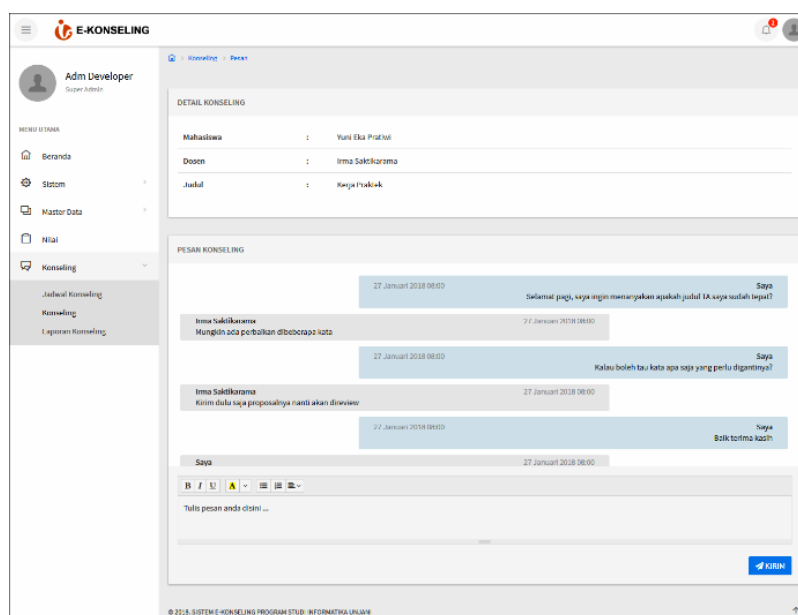 E-KONSELING
1
Adm Developer
Super Admin
MENU UTAMA
Beranda
Sistem
Master Data
Nilai
Konseling
Jadwal Konseling
Konseling
Laporan Konseling
> Konseling > Pesan
DETAIL KONSELING
Mahasiswa : Yuni Eka Pratiwi
Dosen : Irma Saktikarama
Judul : Kerja Praktek
PESAN KONSELING
27 Januari 2018 08:00 Saya
Selamat pagi, saya ingin menanyakan apakah judul TA saya sudah tepat?
Irma Saktikarama 27 Januari 2018 08:00
Mungkin ada perbaikan dibeberapa kata
27 Januari 2018 08:00 Saya
Kalau boleh tau kata apa saja yang perlu digantinya?
Irma Saktikarama 27 Januari 2018 08:00
Kirim dulu saja proposalnya nanti akan direview
27 Januari 2018 08:00 Saya
Baik terima kasih
Saya 27 Januari 2018 08:00
B I U A
Tulis pesan anda disini ...
KIRIM
© 2018. SISTEM E-KONSELING PROGRAM STUDI INFORMATIKA UNJANI